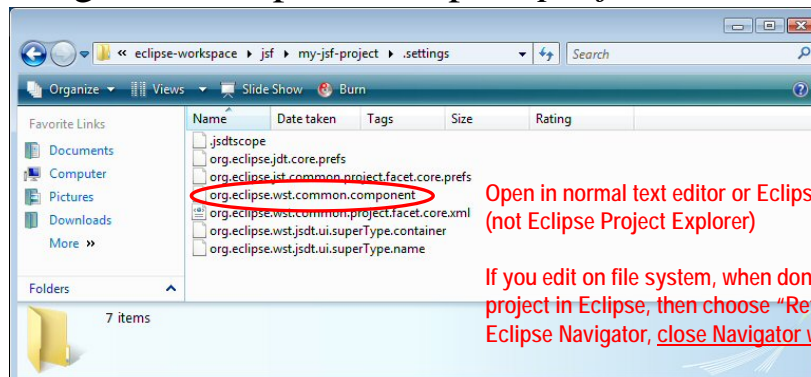 « eclipse-workspace ▸ jsf ▸ my-jsf-project ▸ .settings
Search
Organize Views Slide Show Burn
Favorite Links
Documents
Computer
Pictures
Downloads
More »
Folders
Name Date taken Tags Size Rating
.jsdtscope
org.eclipse.jdt.core.prefs
org.eclipse.jst.common.project.facet.core.prefs
org.eclipse.wst.common.component
org.eclipse.wst.common.project.facet.core.xml
org.eclipse.wst.jsdt.ui.superType.container
org.eclipse.wst.jsdt.ui.superType.name
Open in normal text editor or Eclips
(not Eclipse Project Explorer)
If you edit on file system, when don
project in Eclipse, then choose “Re
Eclipse Navigator, close Navigator
7 items